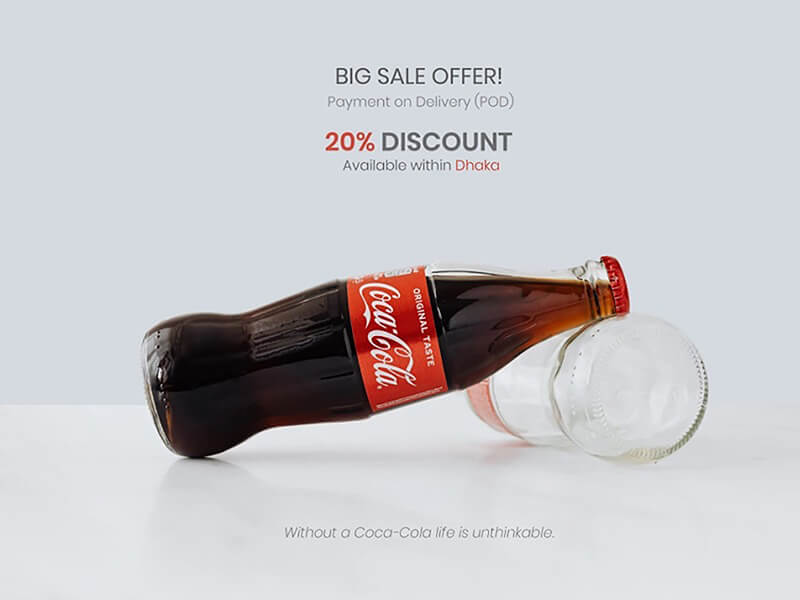 BIG SALE OFFER!
Payment on Delivery (POD)
20% DISCOUNT
Available within Dhaka
ORIGINAL TASTE
Coca-Cola
Without a Coca-Cola life is unthinkable.